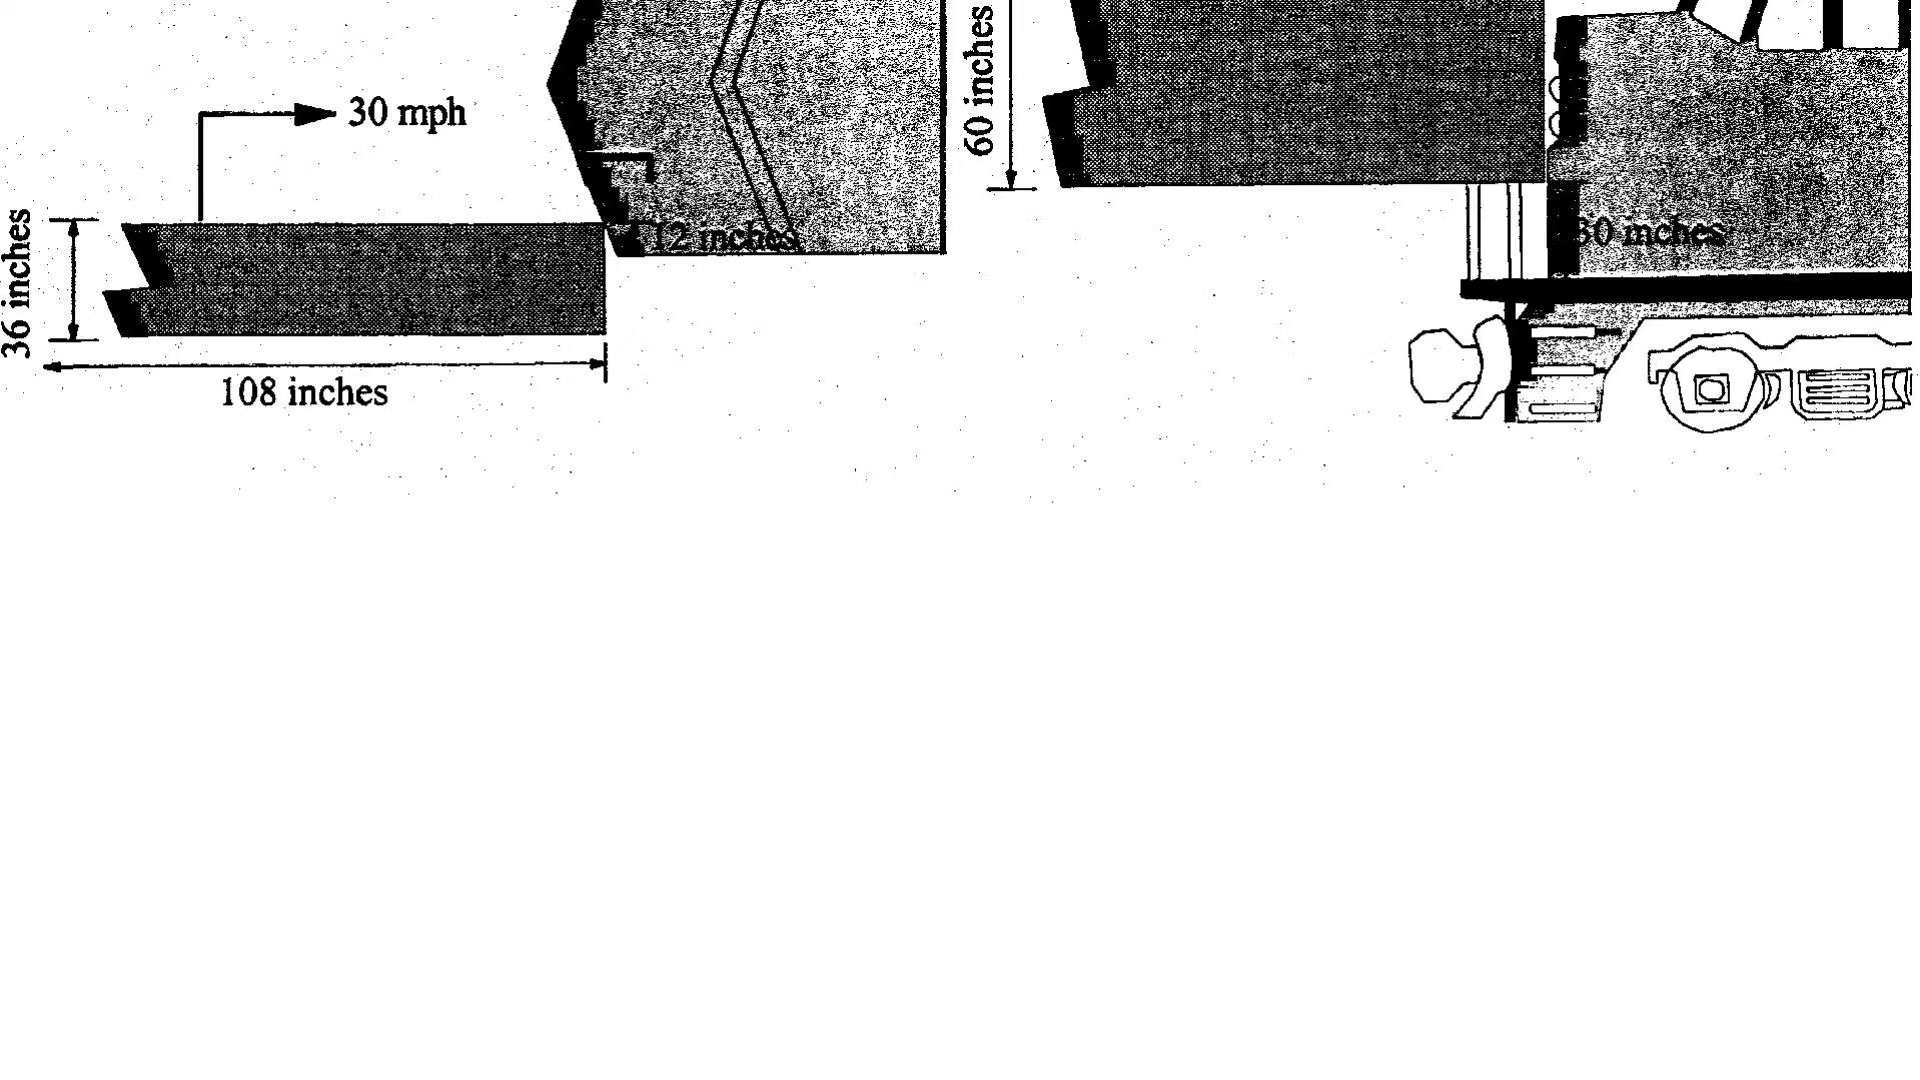 30 mph
36 inches
12 inches
108 inches
60 inches
30 inches